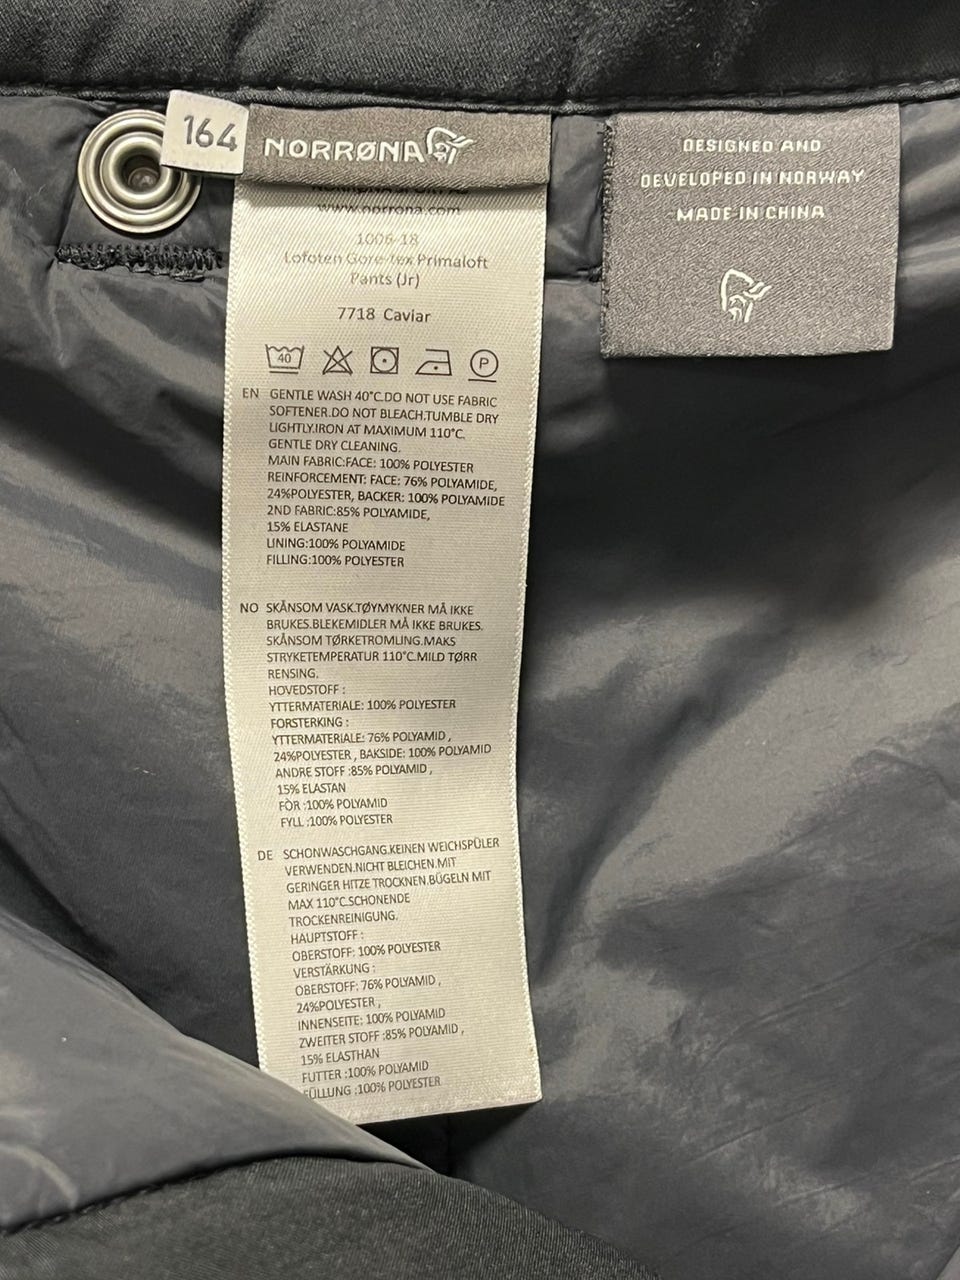 164
NORRØNA
www.norrona.com
1006-18
Lofoten Gore-tex Primaloft
Pants (Jr)
7718 Caviar
40
P
EN GENTLE WASH 40°C.DO NOT USE FABRIC
SOFTENER.DO NOT BLEACH.TUMBLE DRY
LIGHTLY.IRON AT MAXIMUM 110°C.
GENTLE DRY CLEANING.
MAIN FABRIC:FACE: 100% POLYESTER
REINFORCEMENT: FACE: 76% POLYAMIDE,
24%POLYESTER, BACKER: 100% POLYAMIDE
2ND FABRIC:85% POLYAMIDE,
15% ELASTANE
LINING:100% POLYAMIDE
FILLING:100% POLYESTER
NO SKÅNSOM VASK.TØYMYKNER MÅ IKKE
BRUKES.BLEKEMIDLER MÅ IKKE BRUKES.
SKÅNSOM TØRKETROMLING.MAKS
STRYKETEMPERATUR 110°C.MILD TØRR
RENSING.
HOVEDSTOFF :
YTTERMATERIALE: 100% POLYESTER
FORSTERKING :
YTTERMATERIALE: 76% POLYAMID ,
24%POLYESTER , BAKSIDE: 100% POLYAMID
ANDRE STOFF :85% POLYAMID ,
15% ELASTAN
FÒR :100% POLYAMID
FYLL :100% POLYESTER
DE SCHONWASCHGANG.KEINEN WEICHSPÜLER
VERWENDEN.NICHT BLEICHEN.MIT
GERINGER HITZE TROCKNEN.BÜGELN MIT
MAX 110°C.SCHONENDE
TROCKENREINIGUNG.
HAUPTSTOFF :
OBERSTOFF: 100% POLYESTER
VERSTÄRKUNG :
OBERSTOFF: 76% POLYAMID ,
24%POLYESTER ,
INNENSEITE: 100% POLYAMID
ZWEITER STOFF :85% POLYAMID ,
15% ELASTHAN
FUTTER :100% POLYAMID
FÜLLUNG :100% POLYESTER
DESIGNED AND
DEVELOPED IN NORWAY
MADE IN CHINA